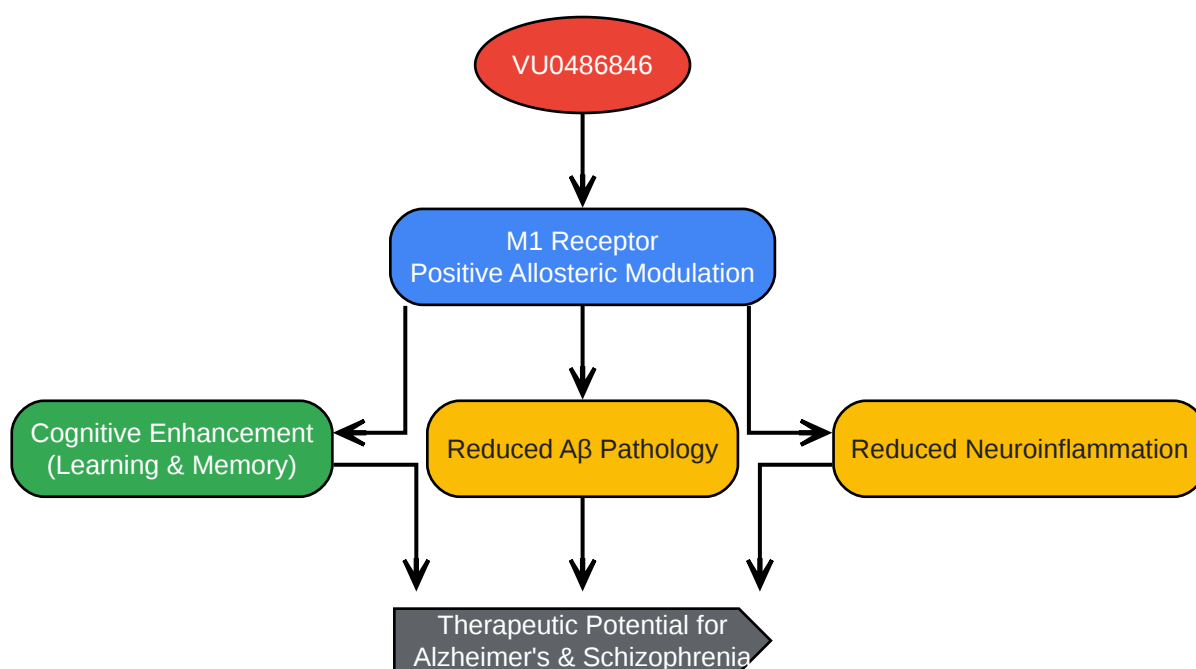 VU0486846
M1 Receptor
Positive Allosteric Modulation
Cognitive Enhancement
(Learning & Memory)
Reduced Aβ Pathology
Reduced Neuroinflammation
Therapeutic Potential for
Alzheimer's & Schizophrenia